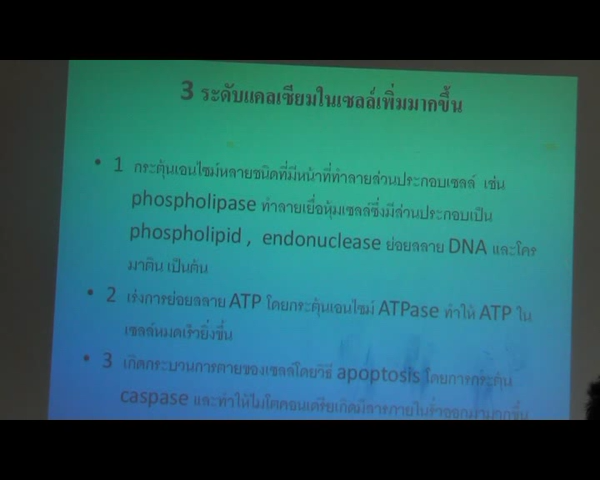 3 ระดับแคลเซียมในเซลล์เพิ่มมากขึ้น
• 1 กระตุ้นเอนไซม์หลายชนิดที่มีหน้าที่ทำลายส่วนประกอบเซลล์ เช่น
phospholipase ทำลายเยื่อหุ้มเซลล์ซึ่งมีส่วนประกอบเป็น
phospholipid , endonuclease ย่อยสลาย DNA และโคร
มาติน เป็นต้น
• 2 เร่งการย่อยสลาย ATP โดยกระตุ้นเอนไซม์ ATPase ทำให้ ATP ใน
เซลล์หมดเร็วยิ่งขึ้น
• 3 เกิดกระบวนการตายของเซลล์โดยวิธี apoptosis โดยการกระตุ้น
caspase และทำให้ไมโตคอนเดรียเกิดมีสารภายในรั่วออกมามากขึ้น